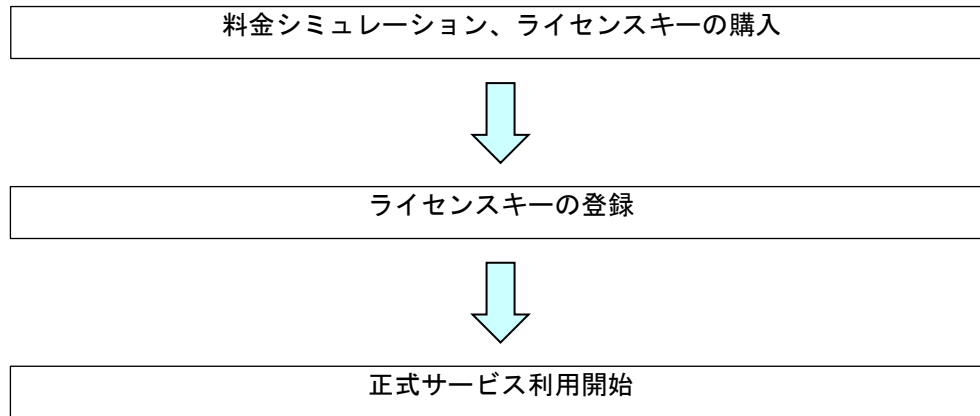 料金シミュレーション、ライセンスキーの購入
ライセンスキーの登録
正式サービス利用開始